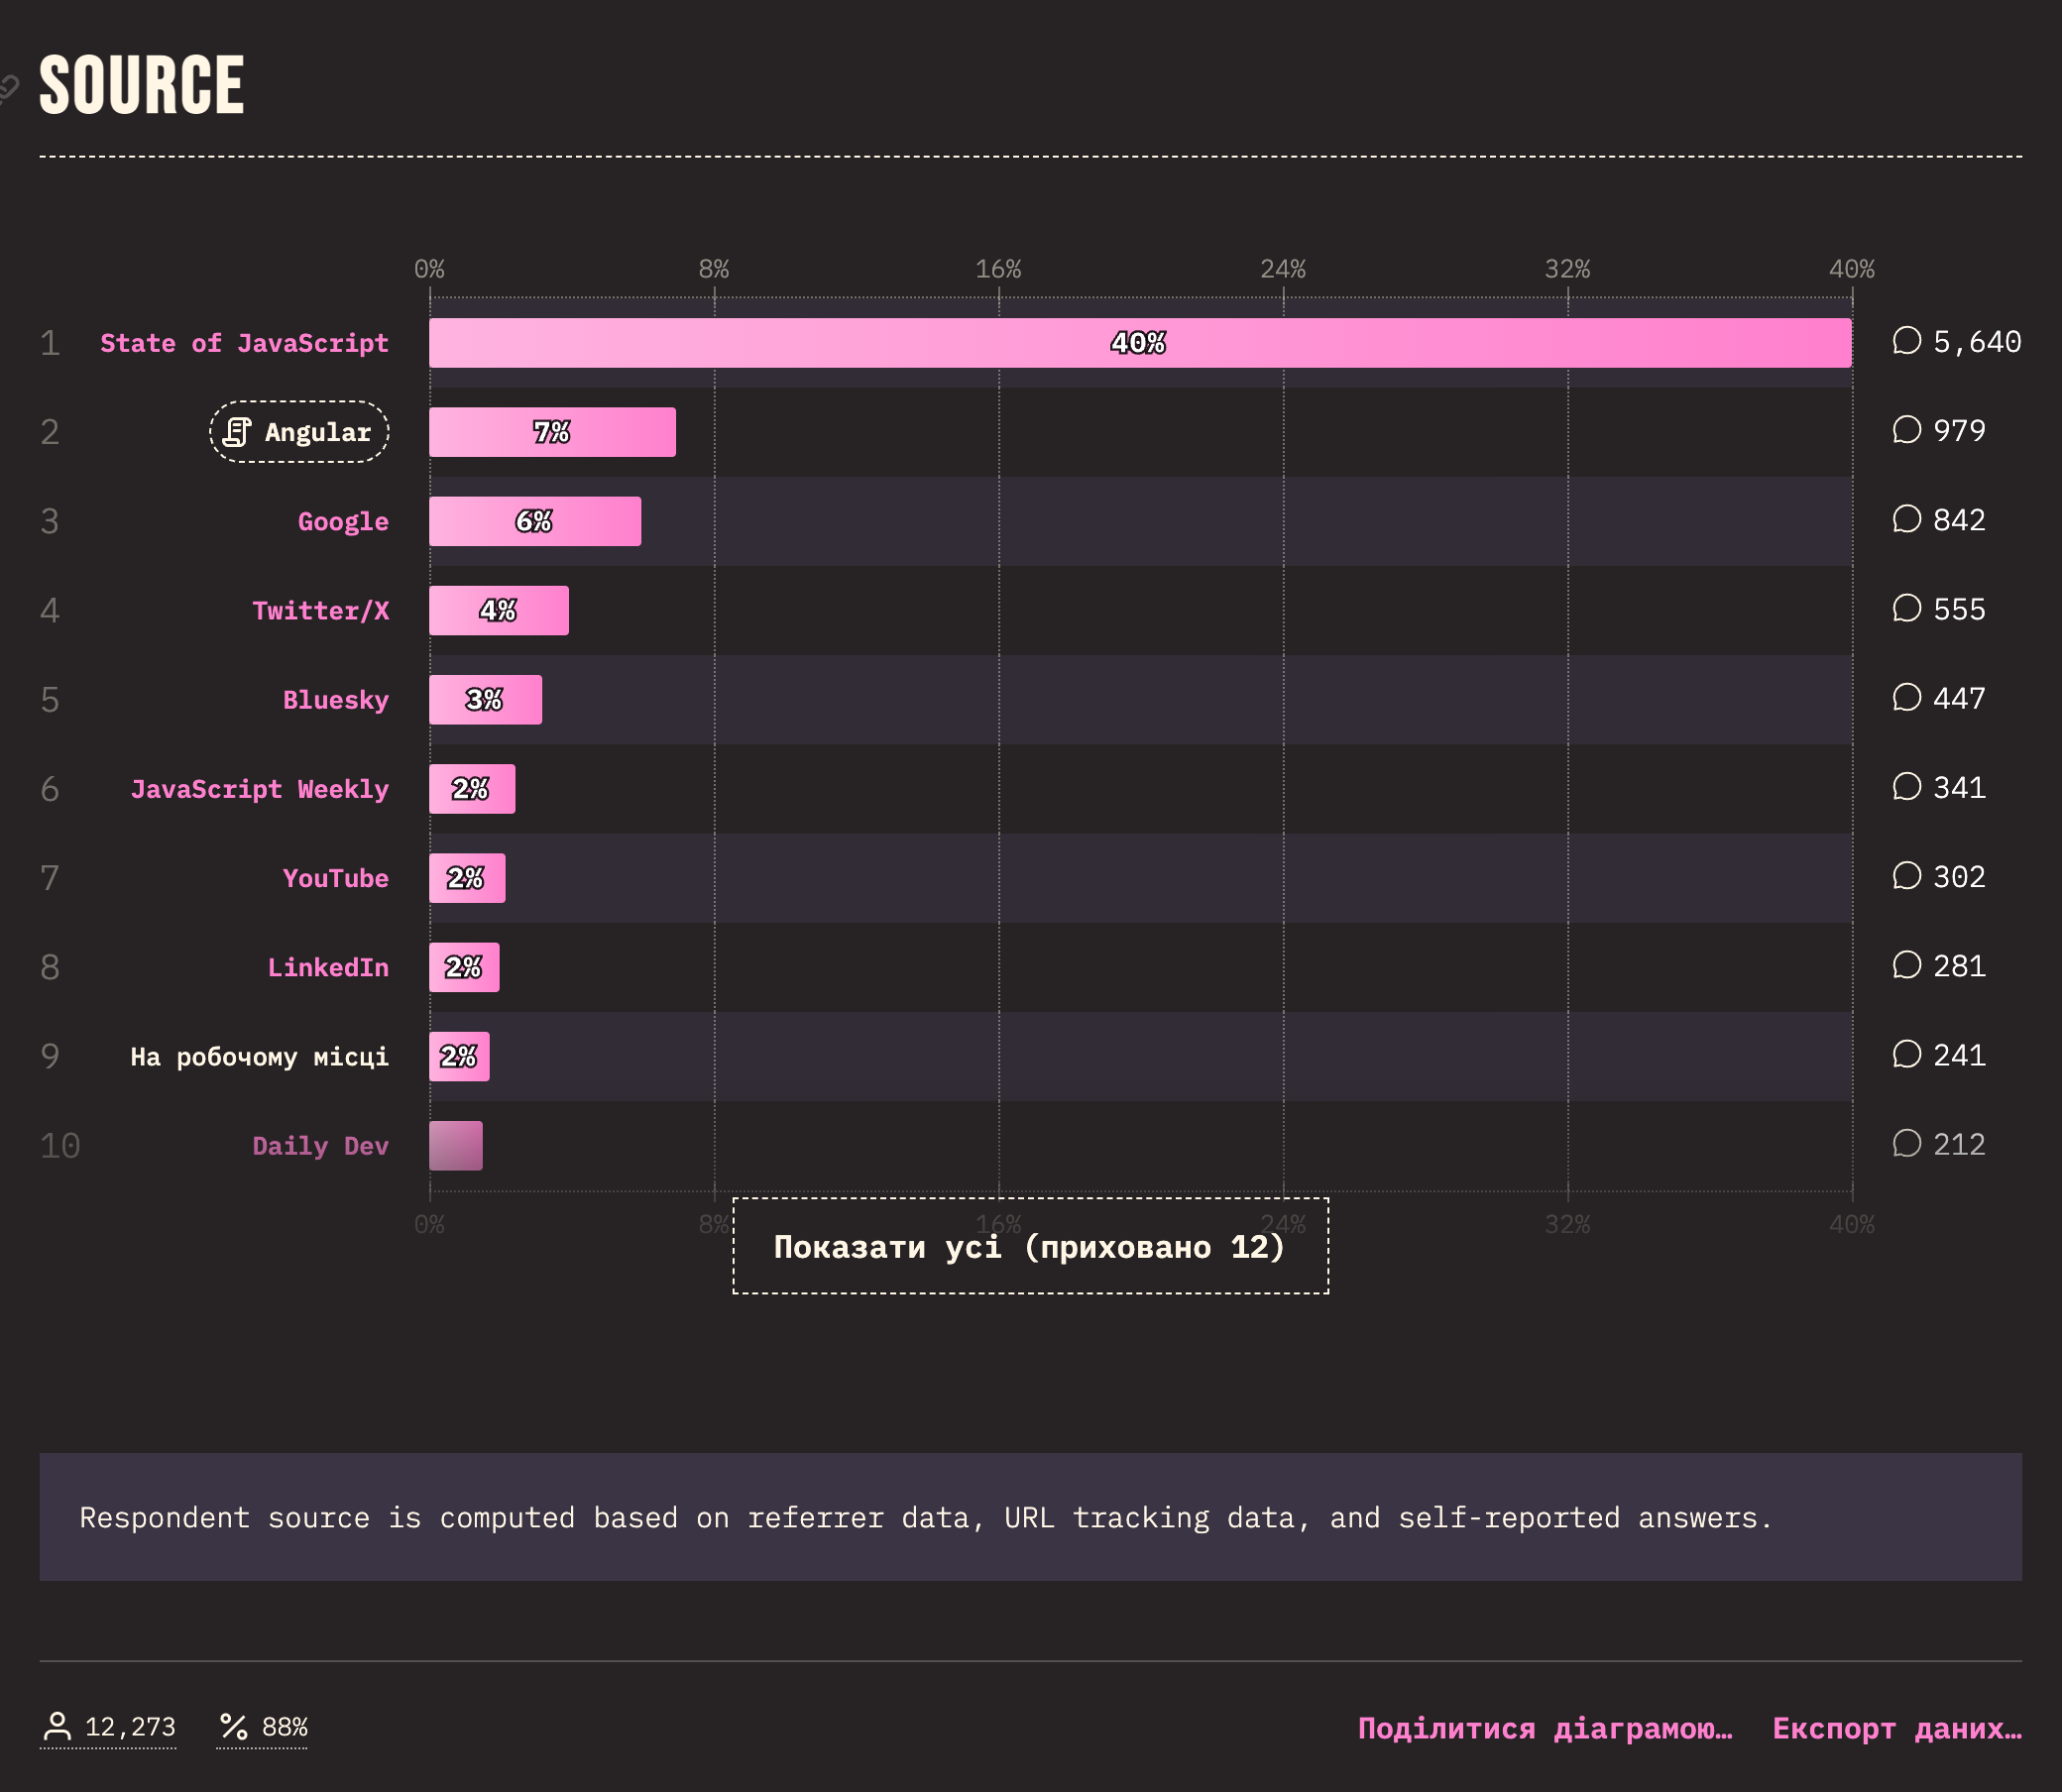 SOURCE
0% 8% 16% 24% 32% 40%
1 State of JavaScript 40% 5,640
2 Angular 7% 979
3 Google 6% 842
4 Twitter/X 4% 555
5 Bluesky 3% 447
6 JavaScript Weekly 2% 341
7 YouTube 2% 302
8 LinkedIn 2% 281
9 На робочому місці 2% 241
10 Daily Dev 212
0% 8% 16% 24% 32% 40%
Показати усі (приховано 12)
Respondent source is computed based on referrer data, URL tracking data, and self-reported answers.
12,273 % 88% Поділитися діаграмою… Експорт даних…